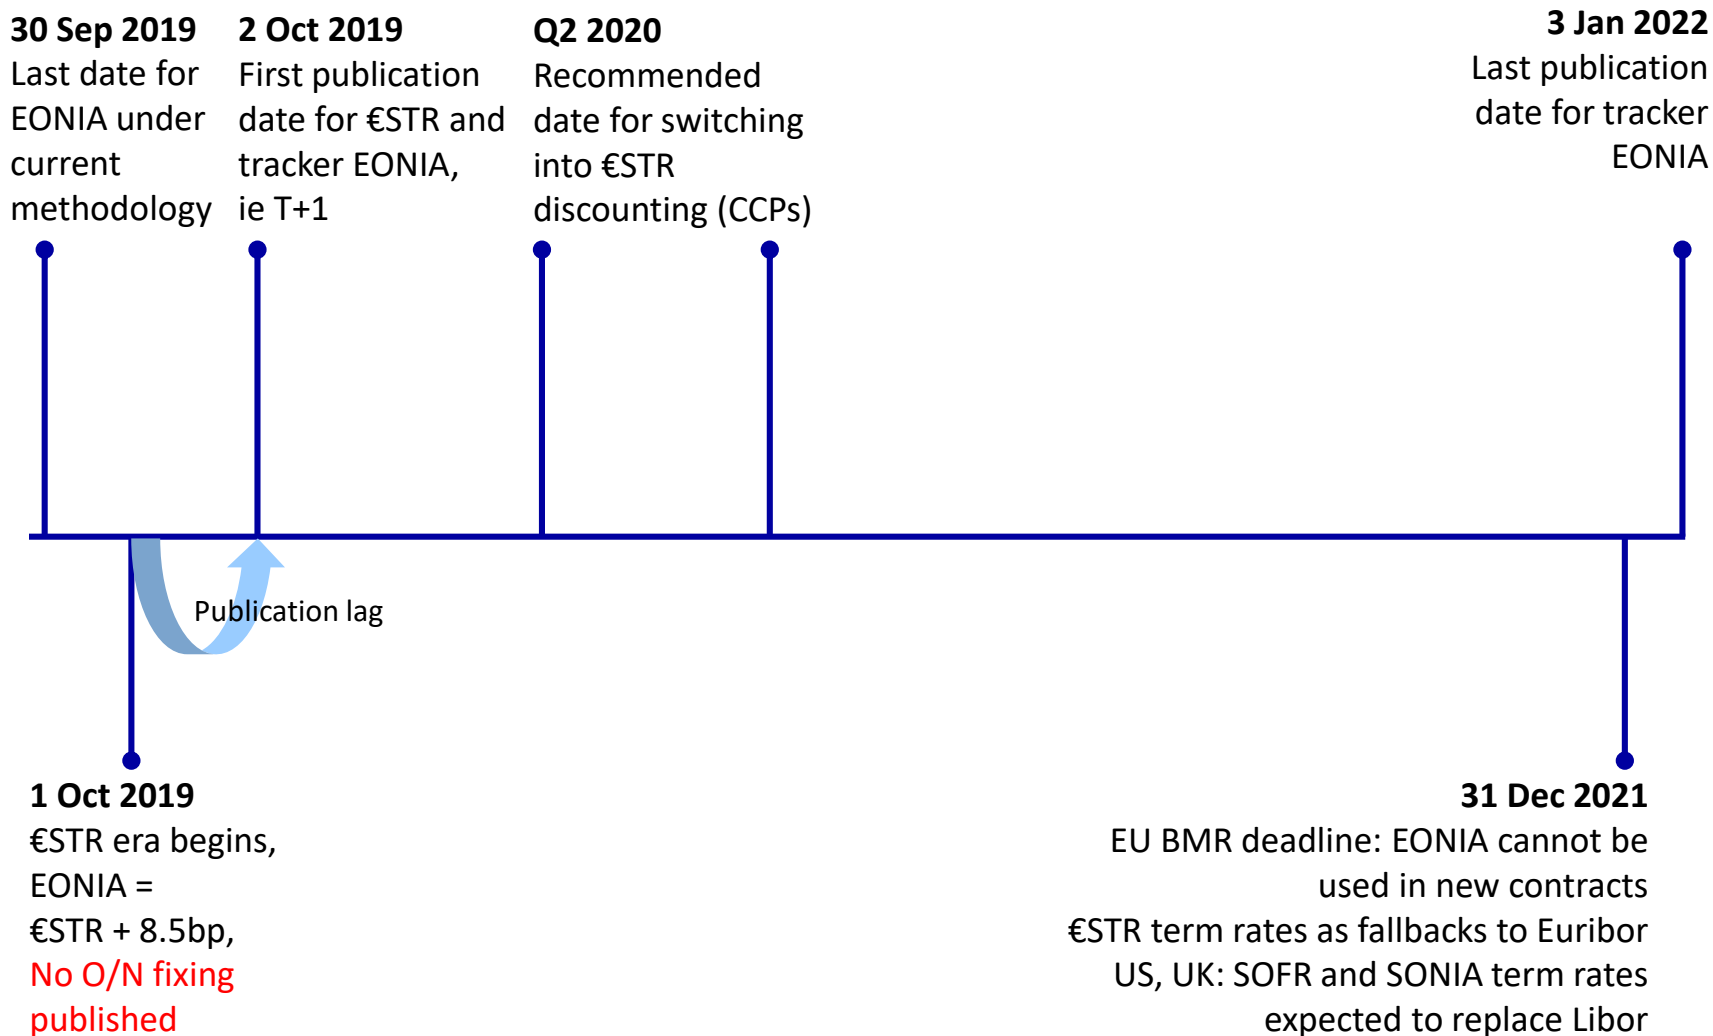 30 Sep 2019
Last date for
EONIA under
current
methodology
2 Oct 2019
First publication
date for €STR and
tracker EONIA,
ie T+1
Q2 2020
Recommended
date for switching
into €STR
discounting (CCPs)
3 Jan 2022
Last publication
date for tracker
EONIA
Publication lag
1 Oct 2019
€STR era begins,
EONIA =
€STR + 8.5bp,
No O/N fixing
published
31 Dec 2021
EU BMR deadline: EONIA cannot be
used in new contracts
€STR term rates as fallbacks to Euribor
US, UK: SOFR and SONIA term rates
expected to replace Libor